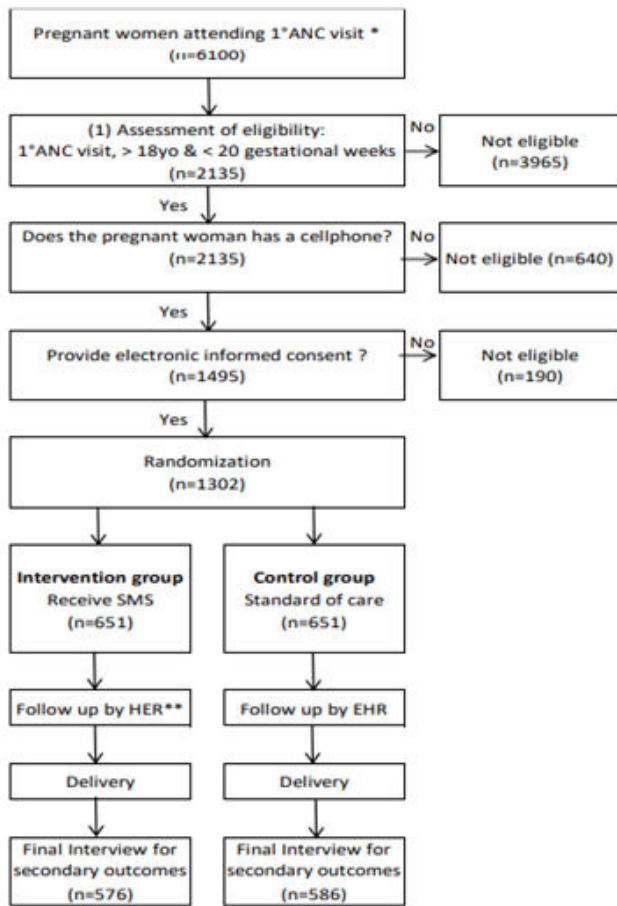 Pregnant women attending 1°ANC visit *
(n=6100)
(1) Assessment of eligibility:
1°ANC visit, > 18yo & < 20 gestational weeks
(n=2135)
No
Not eligible
(n=3965)
Yes
Does the pregnant woman has a cellphone?
(n=2135)
No
Not eligible (n=640)
Yes
Provide electronic informed consent ?
(n=1495)
No
Not eligible
(n=190)
Yes
Randomization
(n=1302)
Intervention group
Receive SMS
(n=651)
Control group
Standard of care
(n=651)
Follow up by HER**
Follow up by EHR
Delivery
Delivery
Final Interview for
secondary outcomes
(n=576)
Final Interview for
secondary outcomes
(n=586)